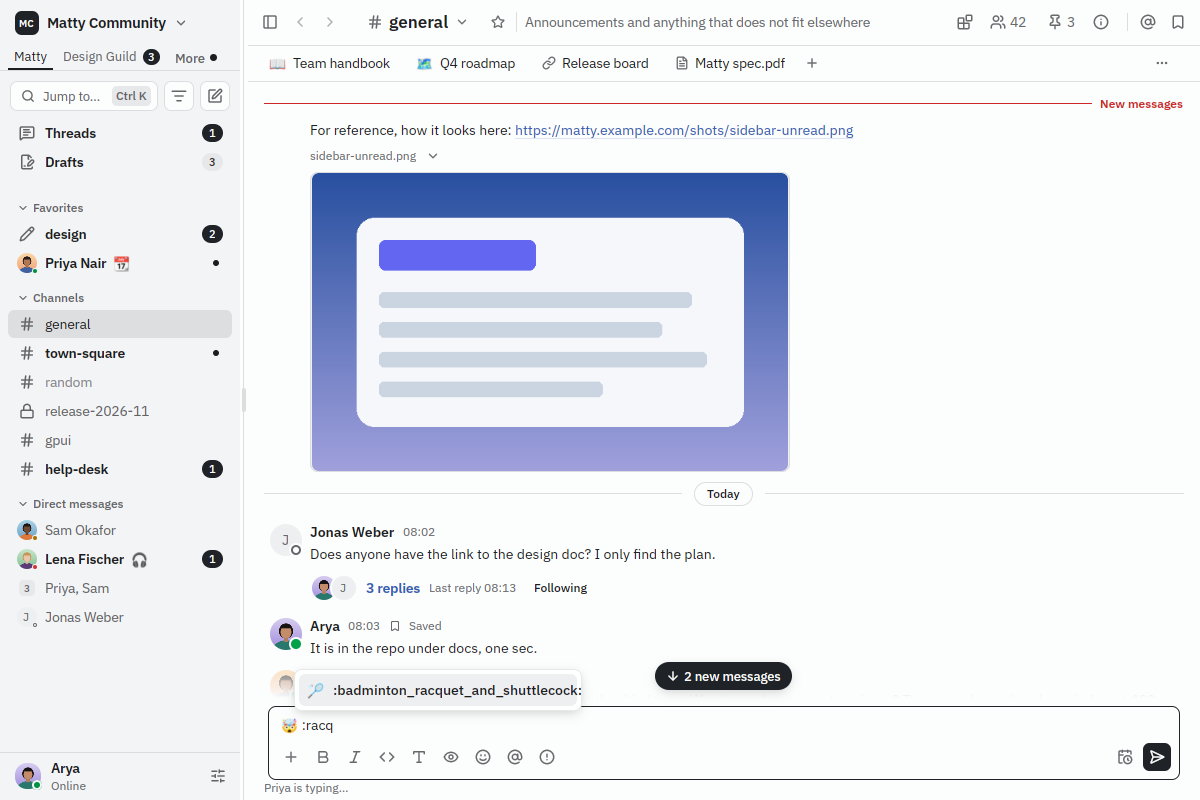 MC Matty Community
Matty Design Guild 3 More
Jump to... Ctrl K
Threads 1
Drafts 3
Favorites
design 2
Priya Nair
Channels
general
town-square
random
release-2026-11
gpui
help-desk 1
Direct messages
Sam Okafor
Lena Fischer 1
3 Priya, Sam
J Jonas Weber
Arya
Online
# general Announcements and anything that does not fit elsewhere 42 3
Team handbook Q4 roadmap Release board Matty spec.pdf
New messages
For reference, how it looks here: https://matty.example.com/shots/sidebar-unread.png
sidebar-unread.png
Today
J Jonas Weber 08:02
Does anyone have the link to the design doc? I only find the plan.
J 3 replies Last reply 08:13 Following
Arya 08:03 Saved
It is in the repo under docs, one sec.
:badminton_racquet_and_shuttlecock:
2 new messages
:racq
Priya is typing...